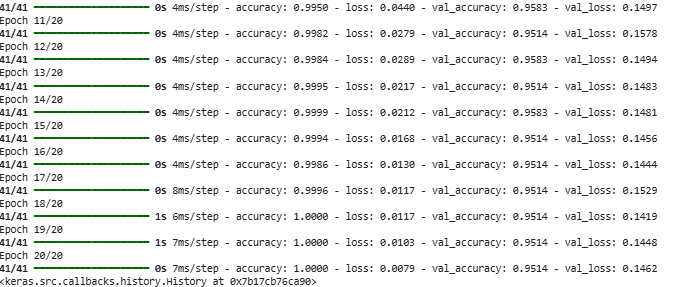 41/41 ━━━━━━━━━━━━━━━━━━━━ 0s 4ms/step - accuracy: 0.9950 - loss: 0.0440 - val_accuracy: 0.9583 - val_loss: 0.1497
Epoch 11/20
41/41 ━━━━━━━━━━━━━━━━━━━━ 0s 4ms/step - accuracy: 0.9982 - loss: 0.0279 - val_accuracy: 0.9514 - val_loss: 0.1578
Epoch 12/20
41/41 ━━━━━━━━━━━━━━━━━━━━ 0s 4ms/step - accuracy: 0.9984 - loss: 0.0289 - val_accuracy: 0.9583 - val_loss: 0.1494
Epoch 13/20
41/41 ━━━━━━━━━━━━━━━━━━━━ 0s 4ms/step - accuracy: 0.9995 - loss: 0.0217 - val_accuracy: 0.9514 - val_loss: 0.1483
Epoch 14/20
41/41 ━━━━━━━━━━━━━━━━━━━━ 0s 4ms/step - accuracy: 0.9999 - loss: 0.0212 - val_accuracy: 0.9583 - val_loss: 0.1481
Epoch 15/20
41/41 ━━━━━━━━━━━━━━━━━━━━ 0s 4ms/step - accuracy: 0.9994 - loss: 0.0168 - val_accuracy: 0.9514 - val_loss: 0.1456
Epoch 16/20
41/41 ━━━━━━━━━━━━━━━━━━━━ 0s 4ms/step - accuracy: 0.9986 - loss: 0.0130 - val_accuracy: 0.9514 - val_loss: 0.1444
Epoch 17/20
41/41 ━━━━━━━━━━━━━━━━━━━━ 0s 8ms/step - accuracy: 0.9996 - loss: 0.0117 - val_accuracy: 0.9514 - val_loss: 0.1529
Epoch 18/20
41/41 ━━━━━━━━━━━━━━━━━━━━ 1s 6ms/step - accuracy: 1.0000 - loss: 0.0117 - val_accuracy: 0.9514 - val_loss: 0.1419
Epoch 19/20
41/41 ━━━━━━━━━━━━━━━━━━━━ 1s 7ms/step - accuracy: 1.0000 - loss: 0.0103 - val_accuracy: 0.9514 - val_loss: 0.1448
Epoch 20/20
41/41 ━━━━━━━━━━━━━━━━━━━━ 0s 7ms/step - accuracy: 1.0000 - loss: 0.0079 - val_accuracy: 0.9514 - val_loss: 0.1462
<keras.src.callbacks.history.History at 0x7b17cb76ca90>